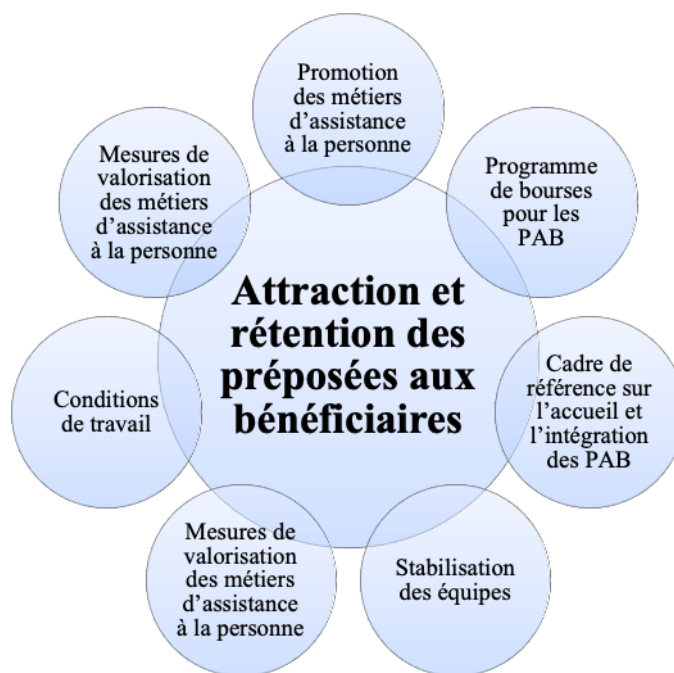 Promotion
des métiers
d’assistance
à la personne
Programme
de bourses
pour les
PAB
Cadre de
référence sur
l’accueil et
l’intégration
des PAB
Stabilisation
des équipes
Mesures de
valorisation
des métiers
d’assistance
à la personne
Conditions
de travail
Mesures de
valorisation
des métiers
d’assistance
à la personne
Attraction et
rétention des
préposées aux
bénéficiaires